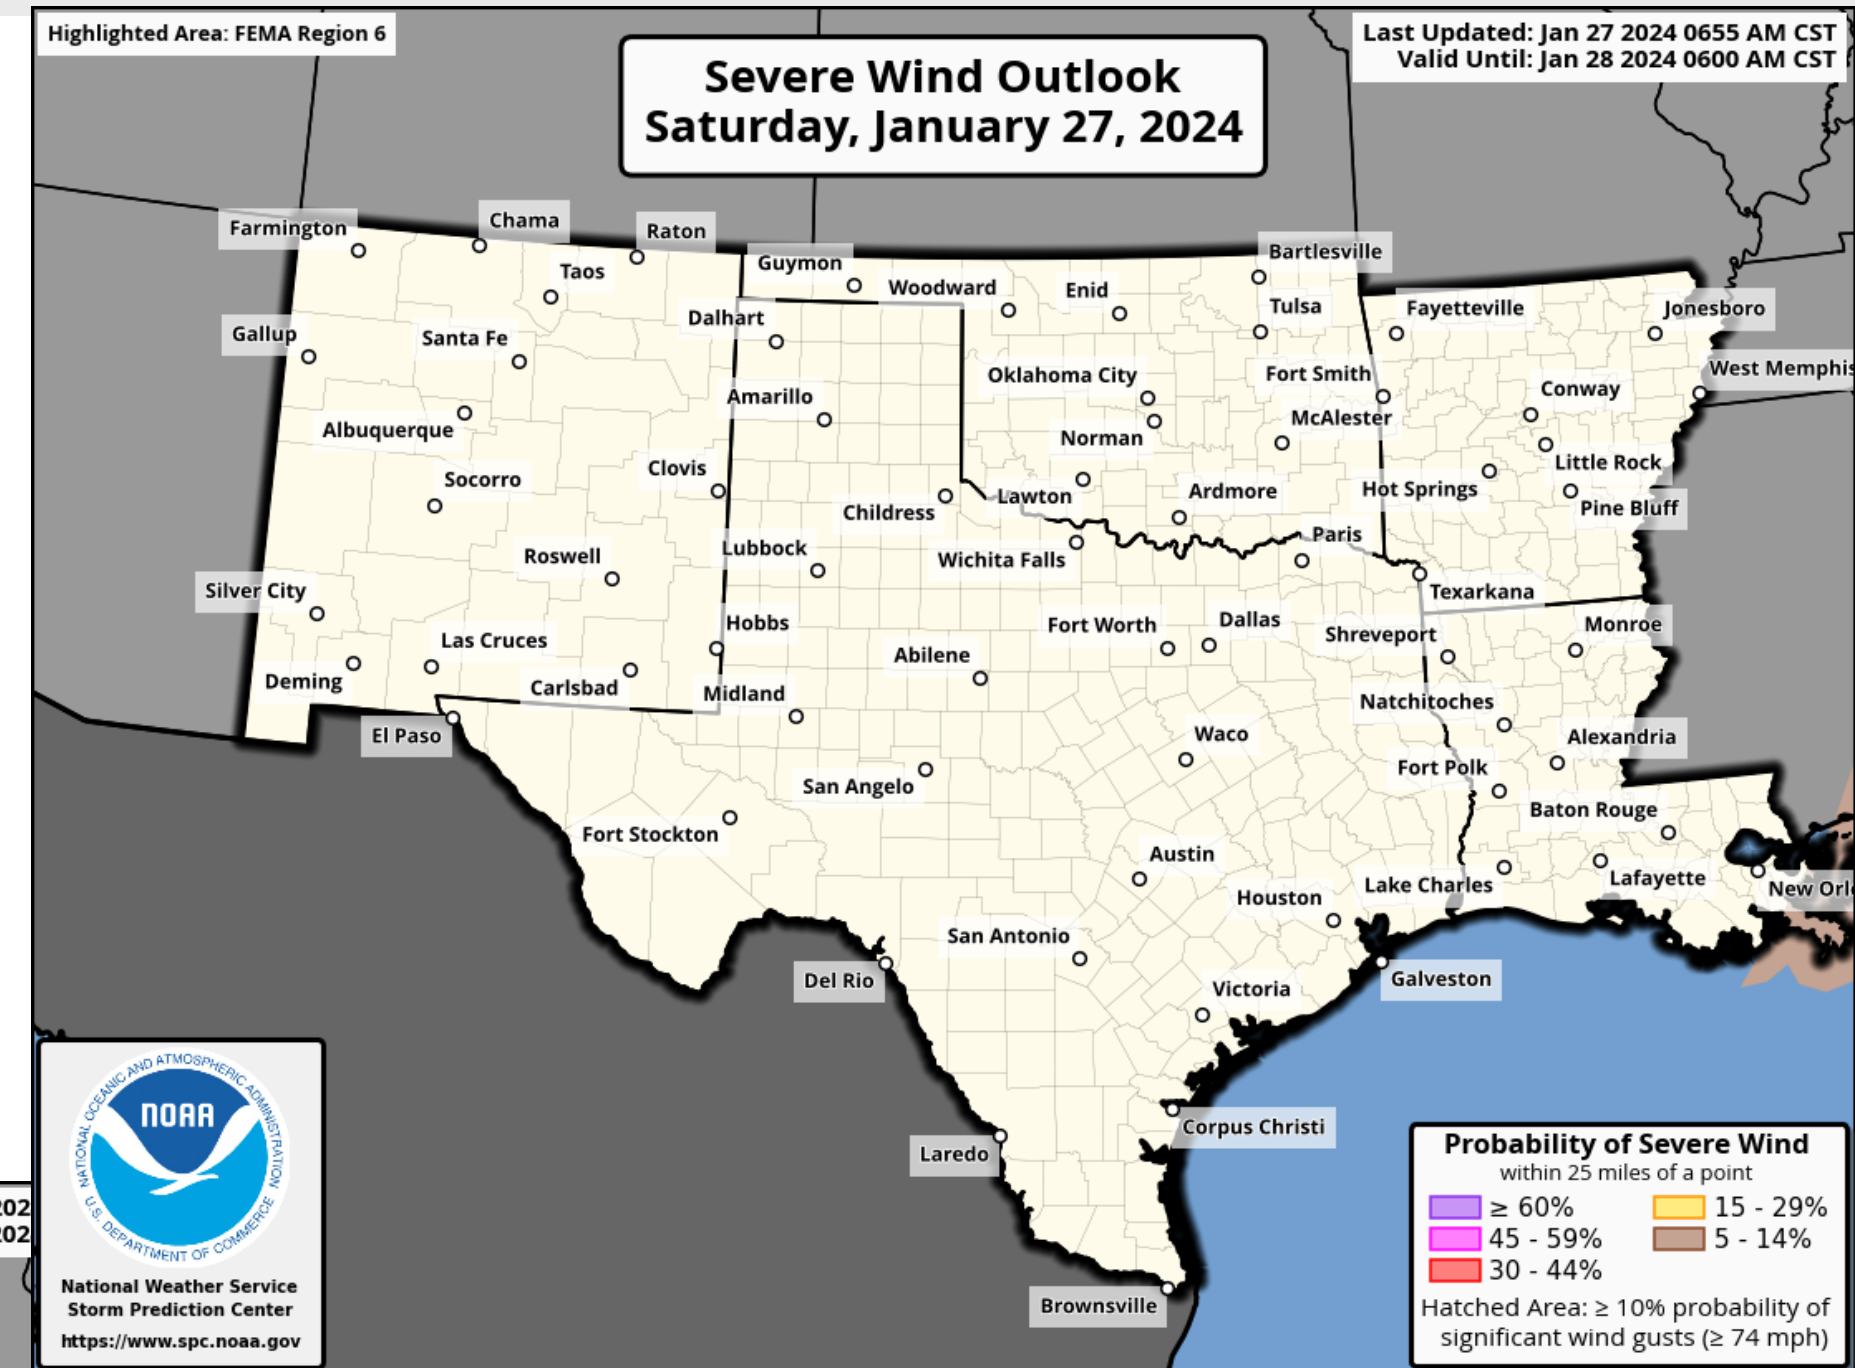 Highlighted Area: FEMA Region 6
Severe Wind Outlook
Saturday, January 27, 2024
Last Updated: Jan 27 2024 0655 AM CST
Valid Until: Jan 28 2024 0600 AM CST
Farmington
Chama
Raton
Taos
Guymon
Woodward
Enid
Bartlesville
Tulsa
Fayetteville
Jonesboro
Gallup
Santa Fe
Dalhart
Oklahoma City
Fort Smith
Conway
West Memphis
Amarillo
McAlester
Albuquerque
Norman
Clovis
Little Rock
Socorro
Childress
Lawton
Ardmore
Hot Springs
Pine Bluff
Roswell
Lubbock
Wichita Falls
Paris
Silver City
Texarkana
Las Cruces
Hobbs
Fort Worth
Dallas
Shreveport
Monroe
Deming
Carlsbad
Midland
Abilene
Natchitoches
El Paso
Waco
Alexandria
San Angelo
Fort Polk
Fort Stockton
Baton Rouge
Austin
Houston
Lake Charles
Lafayette
New Orl
San Antonio
Del Rio
Victoria
Galveston
Corpus Christi
Laredo
Brownsville
202
202
NATIONAL OCEANIC AND ATMOSPHERIC ADMINISTRATION
NOAA
U.S. DEPARTMENT OF COMMERCE
National Weather Service
Storm Prediction Center
https://www.spc.noaa.gov
Probability of Severe Wind
within 25 miles of a point
≥ 60% 15 - 29%
45 - 59% 5 - 14%
30 - 44%
Hatched Area: ≥ 10% probability of
significant wind gusts (≥ 74 mph)